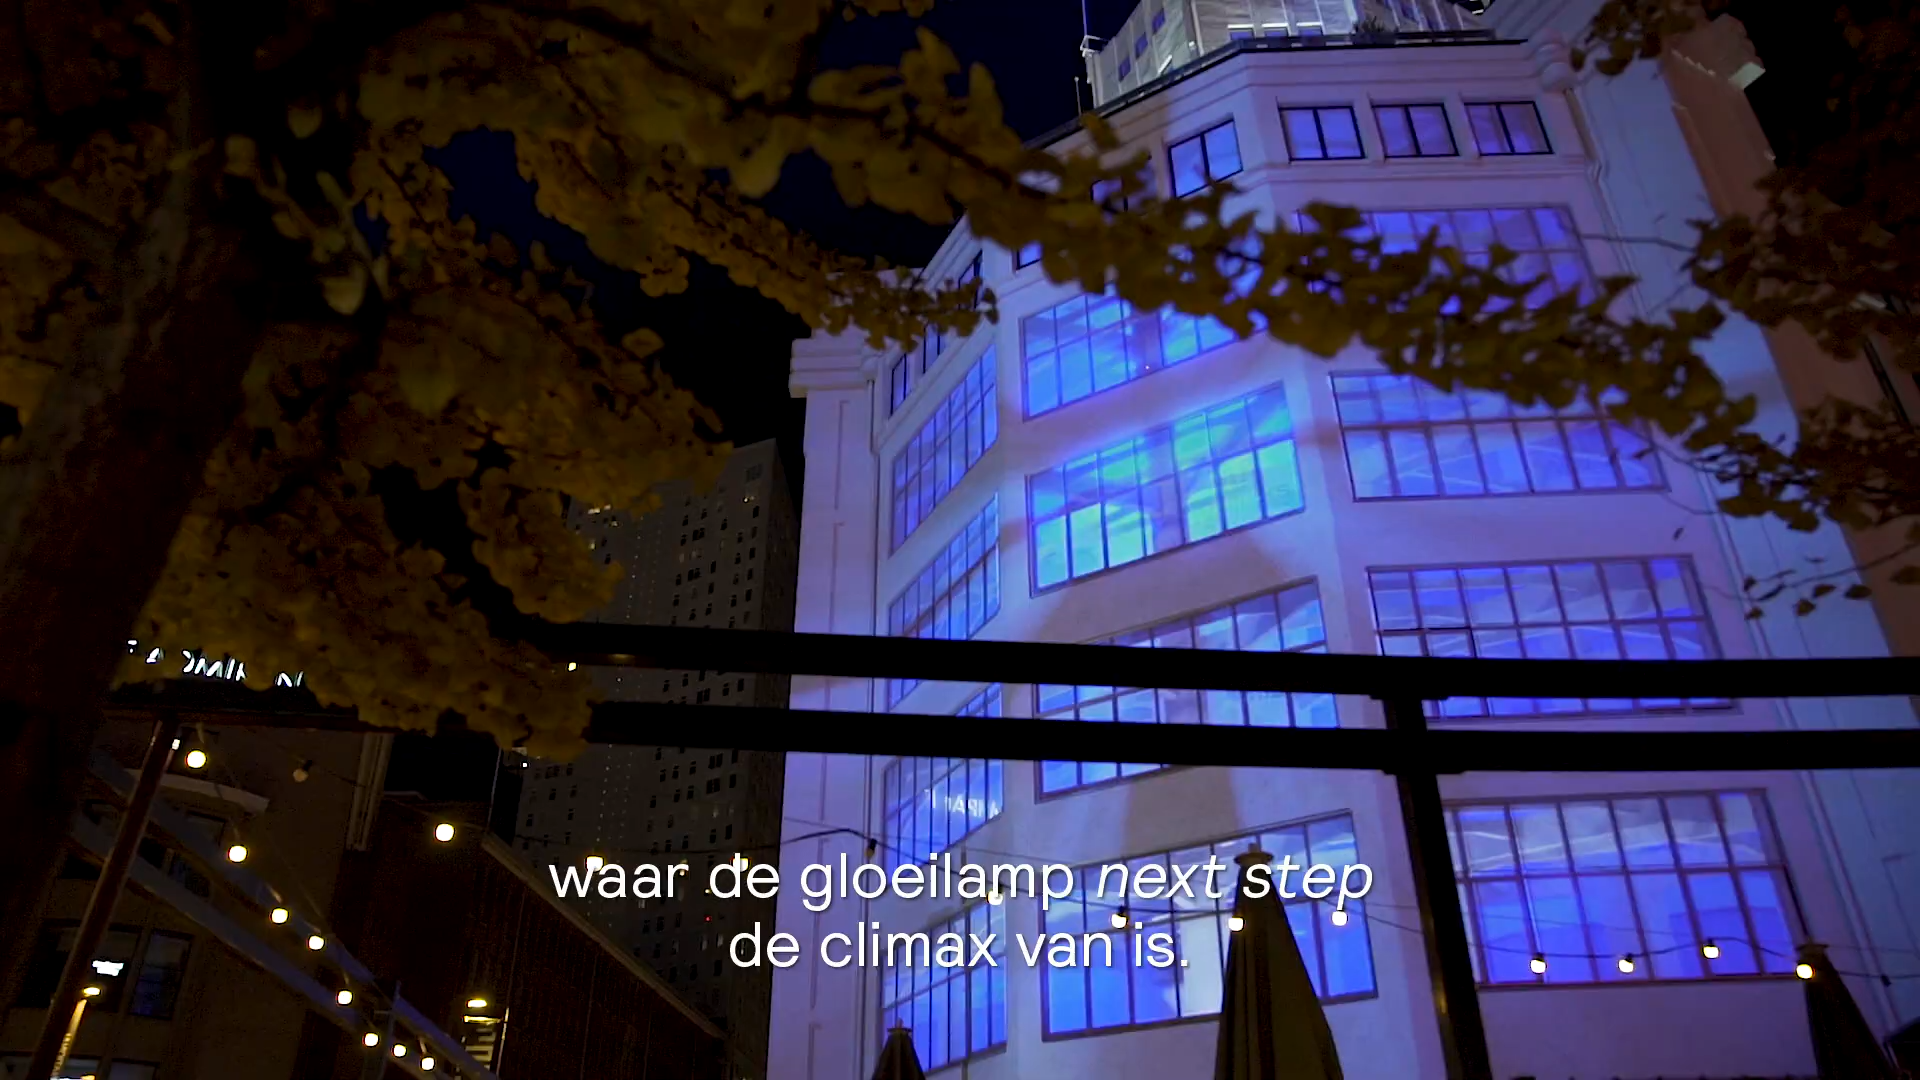 waar de gloeilamp next step
de climax van is.